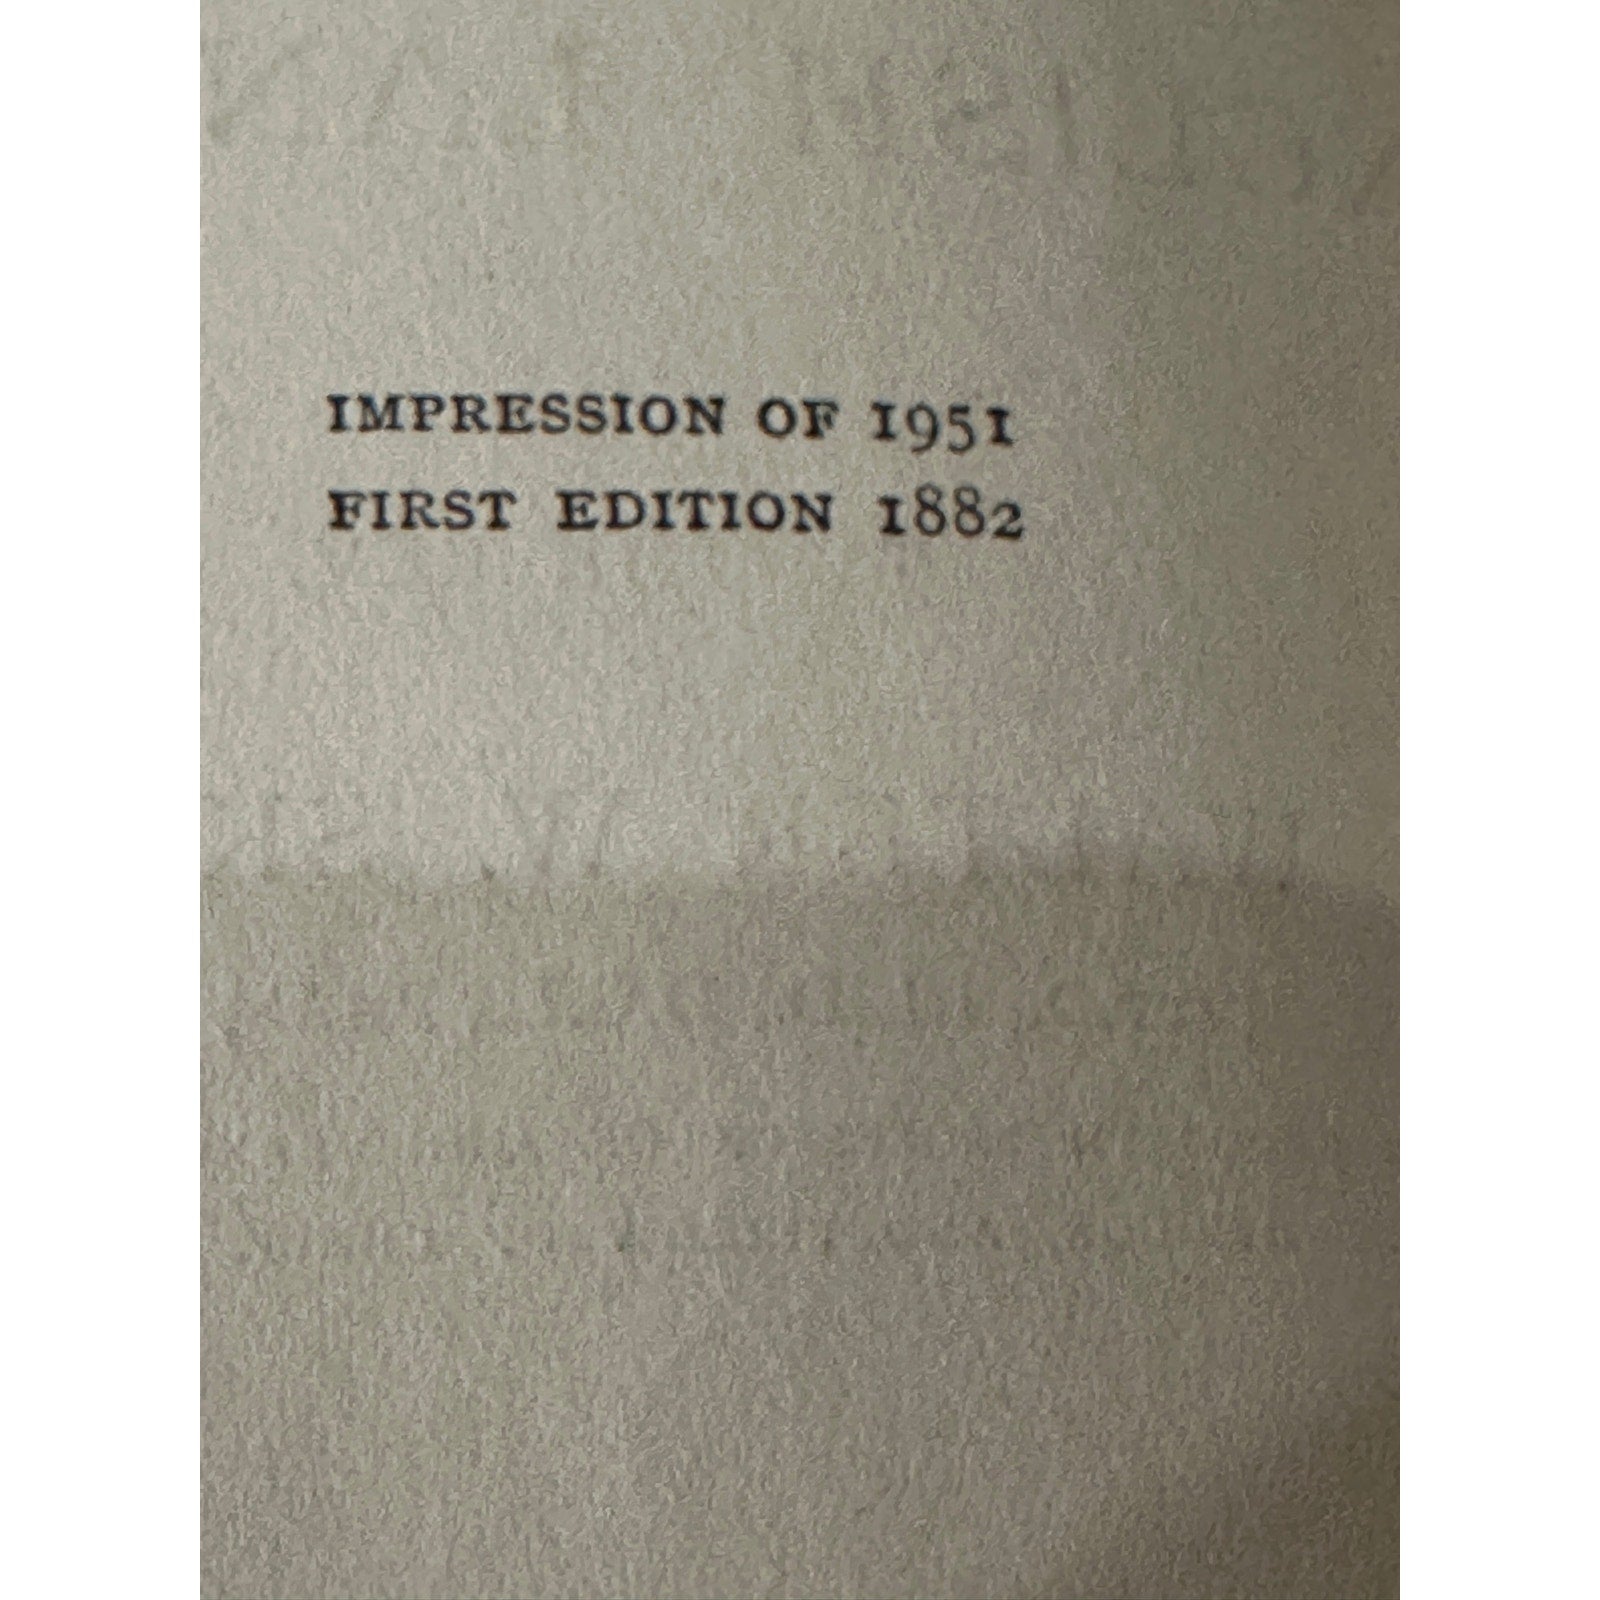 IMPRESSION OF 1951
FIRST EDITION 1882